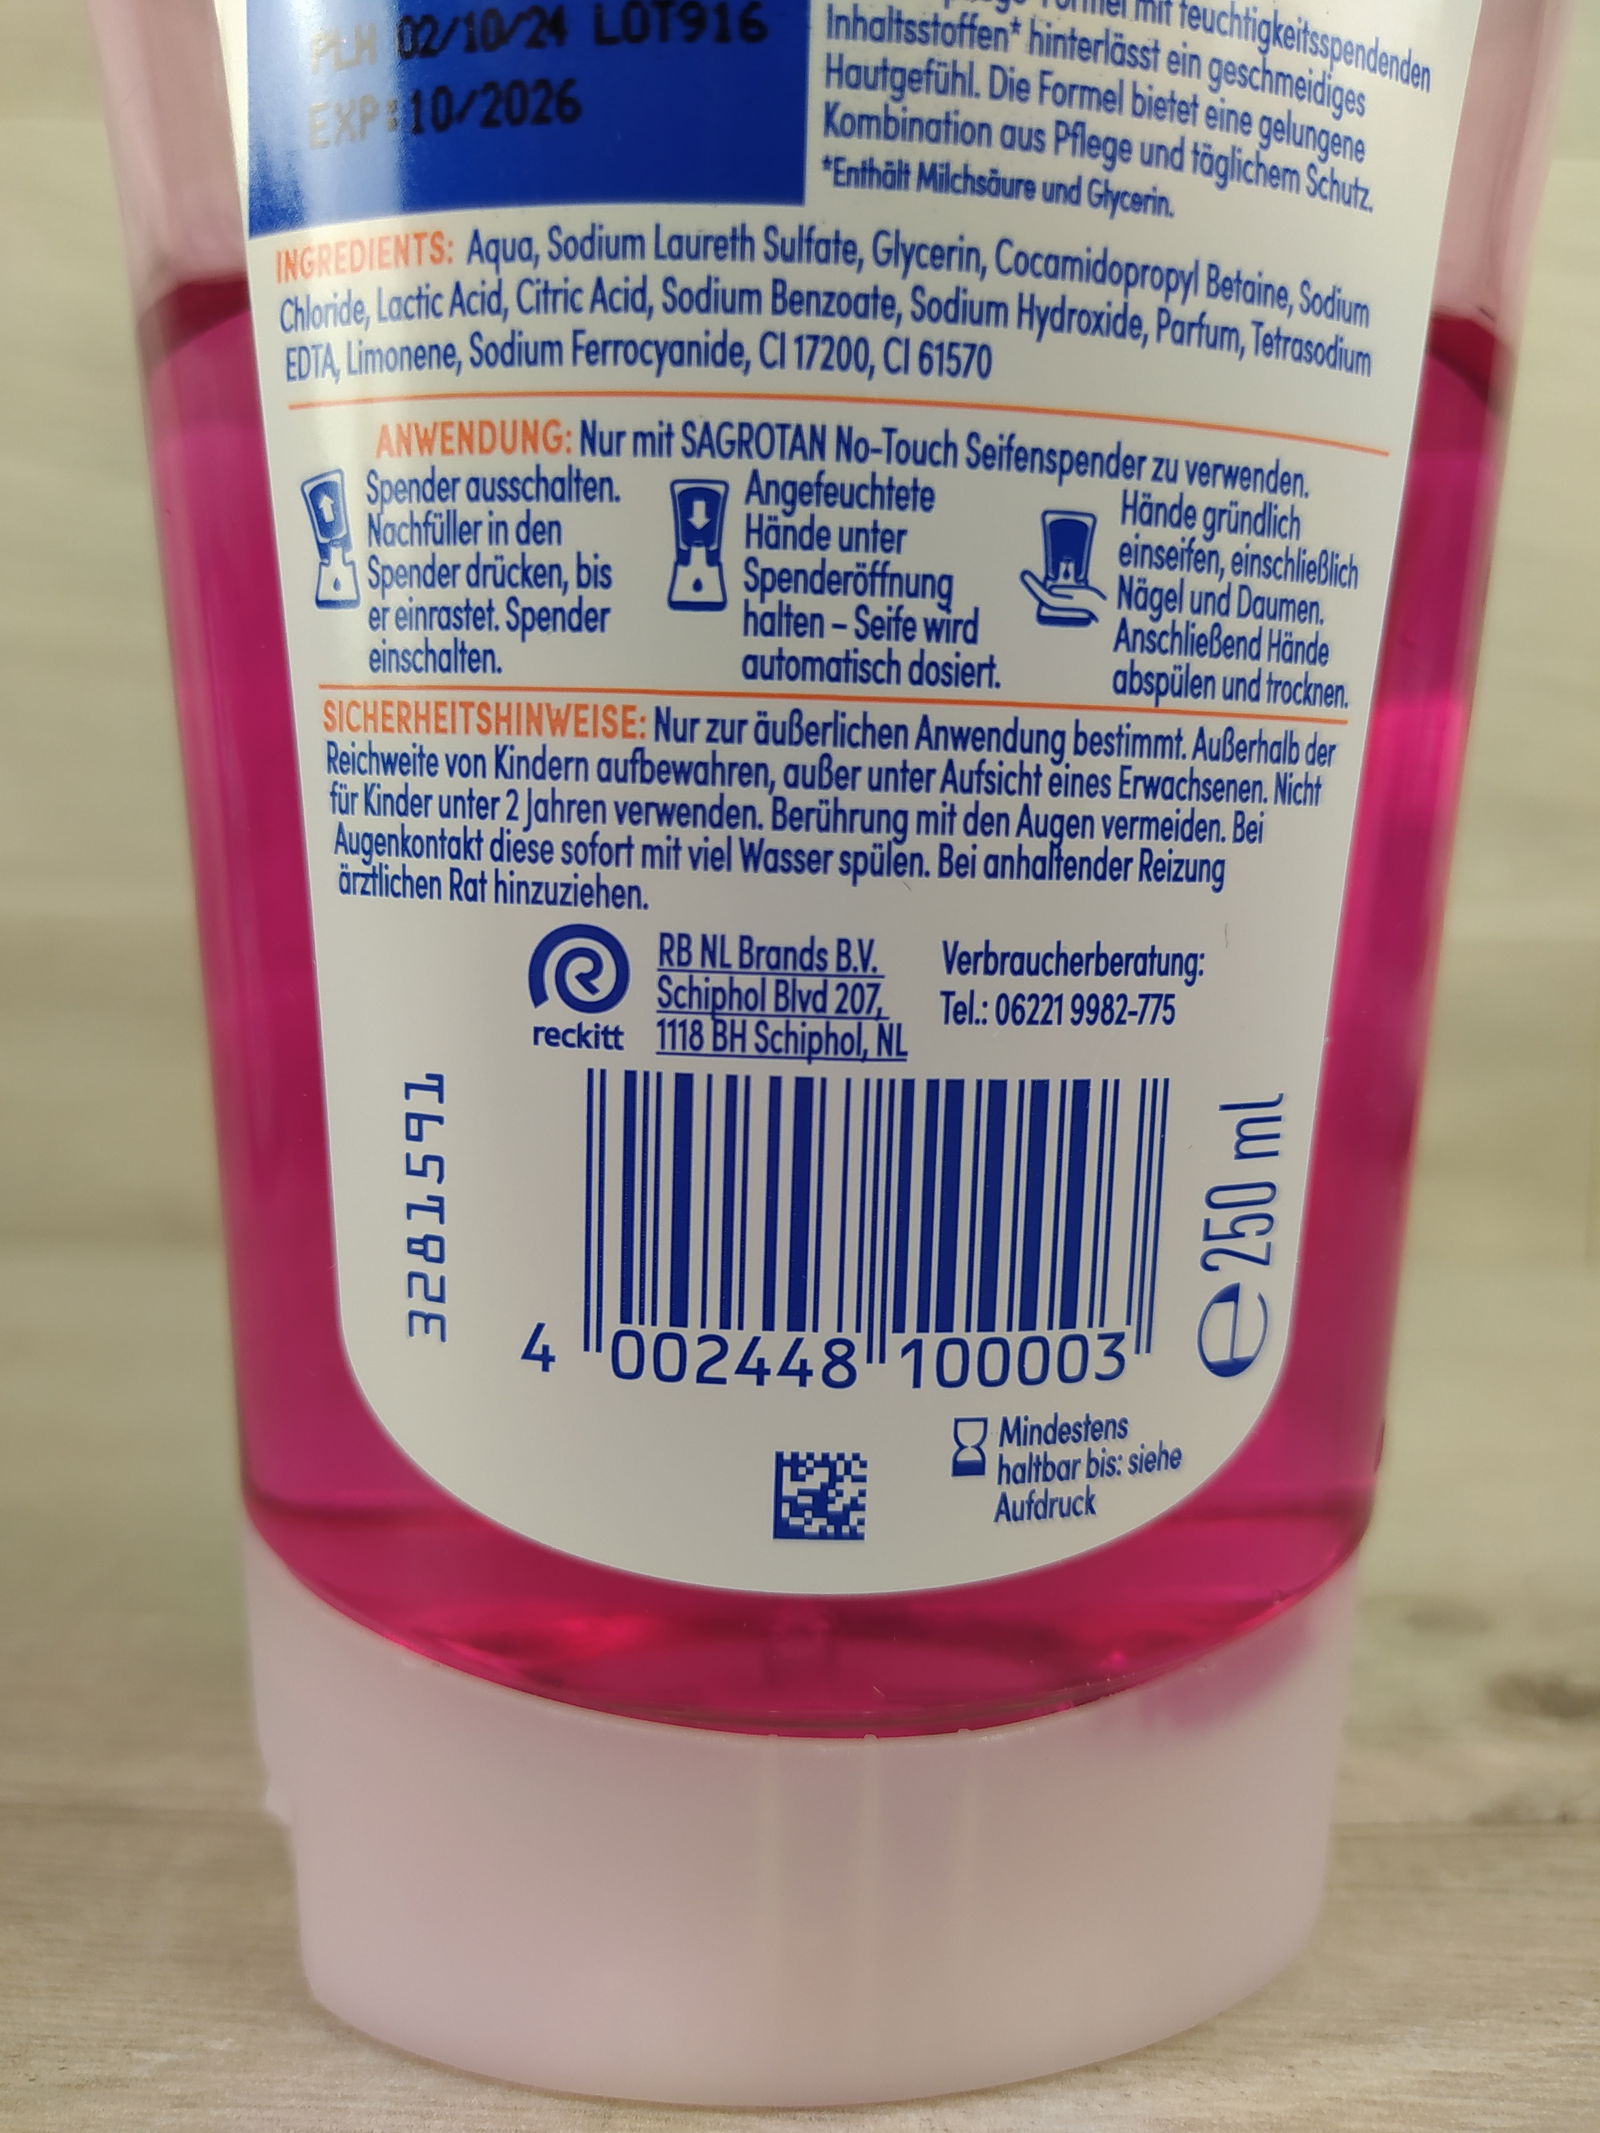 PLH 02/10/24 LOT916
EXP:10/2026
mit feuchtigkeitsspendenden
Inhaltsstoffen* hinterlässt ein geschmeidiges
Hautgefühl. Die Formel bietet eine gelungene
Kombination aus Pflege und täglichem Schutz.
*Enthält Milchsäure und Glycerin.
INGREDIENTS: Aqua, Sodium Laureth Sulfate, Glycerin, Cocamidopropyl Betaine, Sodium
Chloride, Lactic Acid, Citric Acid, Sodium Benzoate, Sodium Hydroxide, Parfum, Tetrasodium
EDTA, Limonene, Sodium Ferrocyanide, CI 17200, CI 61570
ANWENDUNG: Nur mit SAGROTAN No-Touch Seifenspender zu verwenden.
Spender ausschalten.
Nachfüller in den
Spender drücken, bis
er einrastet. Spender
einschalten.
Angefeuchtete
Hände unter
Spenderöffnung
halten – Seife wird
automatisch dosiert.
Hände gründlich
einseifen, einschließlich
Nägel und Daumen.
Anschließend Hände
abspülen und trocknen.
SICHERHEITSHINWEISE: Nur zur äußerlichen Anwendung bestimmt. Außerhalb der
Reichweite von Kindern aufbewahren, außer unter Aufsicht eines Erwachsenen. Nicht
für Kinder unter 2 Jahren verwenden. Berührung mit den Augen vermeiden. Bei
Augenkontakt diese sofort mit viel Wasser spülen. Bei anhaltender Reizung
ärztlichen Rat hinzuziehen.
reckitt
RB NL Brands B.V.
Schiphol Blvd 207,
1118 BH Schiphol, NL
Verbraucherberatung:
Tel.: 06221 9982-775
3281591
4 002448 100003
e 250 ml
Mindestens
haltbar bis: siehe
Aufdruck